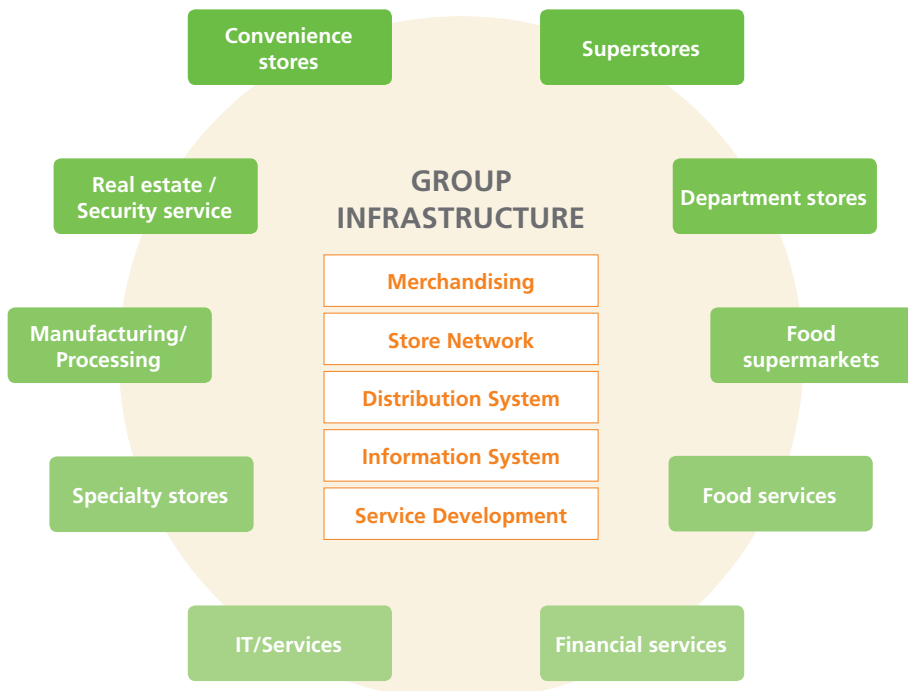 Convenience
stores
Superstores
Real estate /
Security service
GROUP
INFRASTRUCTURE
Department stores
Merchandising
Store Network
Manufacturing/
Processing
Food
supermarkets
Distribution System
Information System
Specialty stores
Food services
Service Development
IT/Services
Financial services